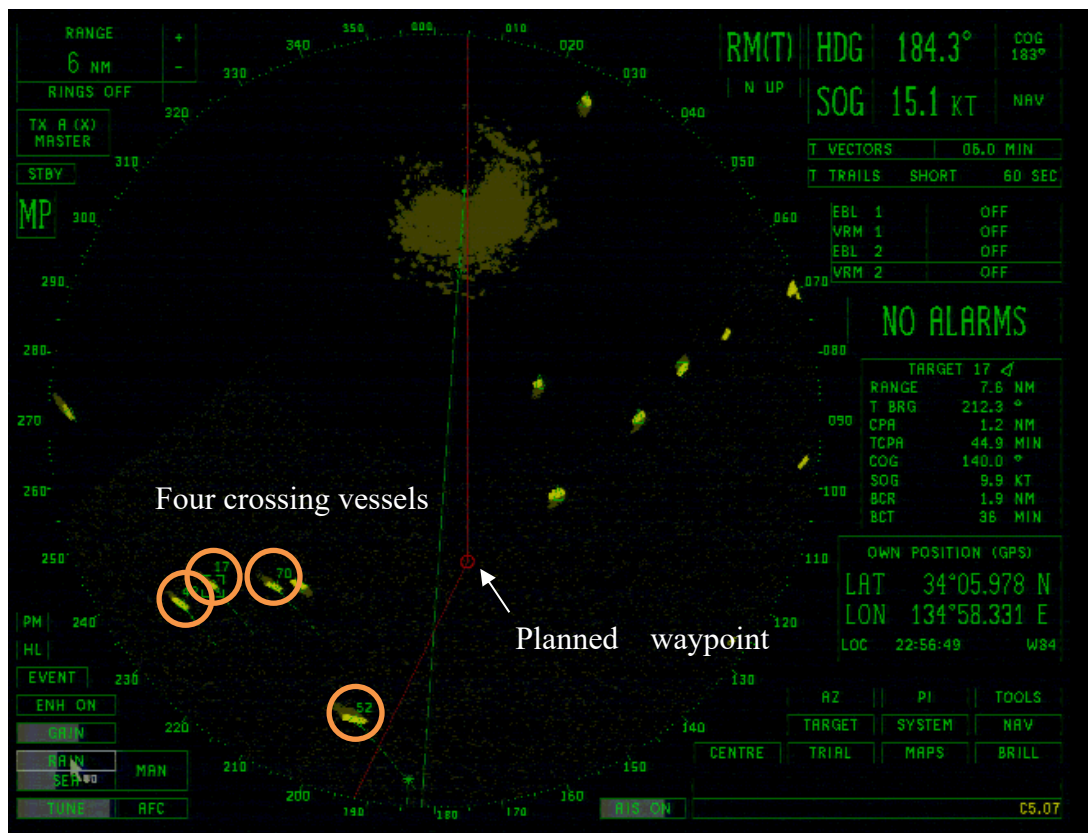 RANGE
6 NM
+
-
RINGS OFF
TX A (X)
MASTER
STBY
MP
350 000 010
340 020
330 030
320 040
310 050
300 060
290 070
280 080
270 090
260 100
250 110
240 120
230 130
220 140
210 150
200 190 180 170 160
RM(T)
N UP
HDG 184.3° COG 183°
SOG 15.1 KT NAV
T VECTORS 06.0 MIN
T TRAILS SHORT 60 SEC
EBL 1 OFF
VRM 1 OFF
EBL 2 OFF
VRM 2 OFF
NO ALARMS
TARGET 17
RANGE 7.6 NM
T BRG 212.3 °
CPA 1.2 NM
TCPA 44.9 MIN
COG 140.0 °
SOG 9.9 KT
BCR 1.9 NM
BCT 36 MIN
OWN POSITION (GPS)
LAT 34°05.978 N
LON 134°58.331 E
LOC 22:56:49 W84
Four crossing vessels
17
70
52
Planned waypoint
PM
HL
EVENT
ENH ON
GAIN
RAIN
SEA
MAN
TUNE AFC
AZ PI TOOLS
TARGET SYSTEM NAV
CENTRE TRIAL MAPS BRILL
AIS ON
C5.07